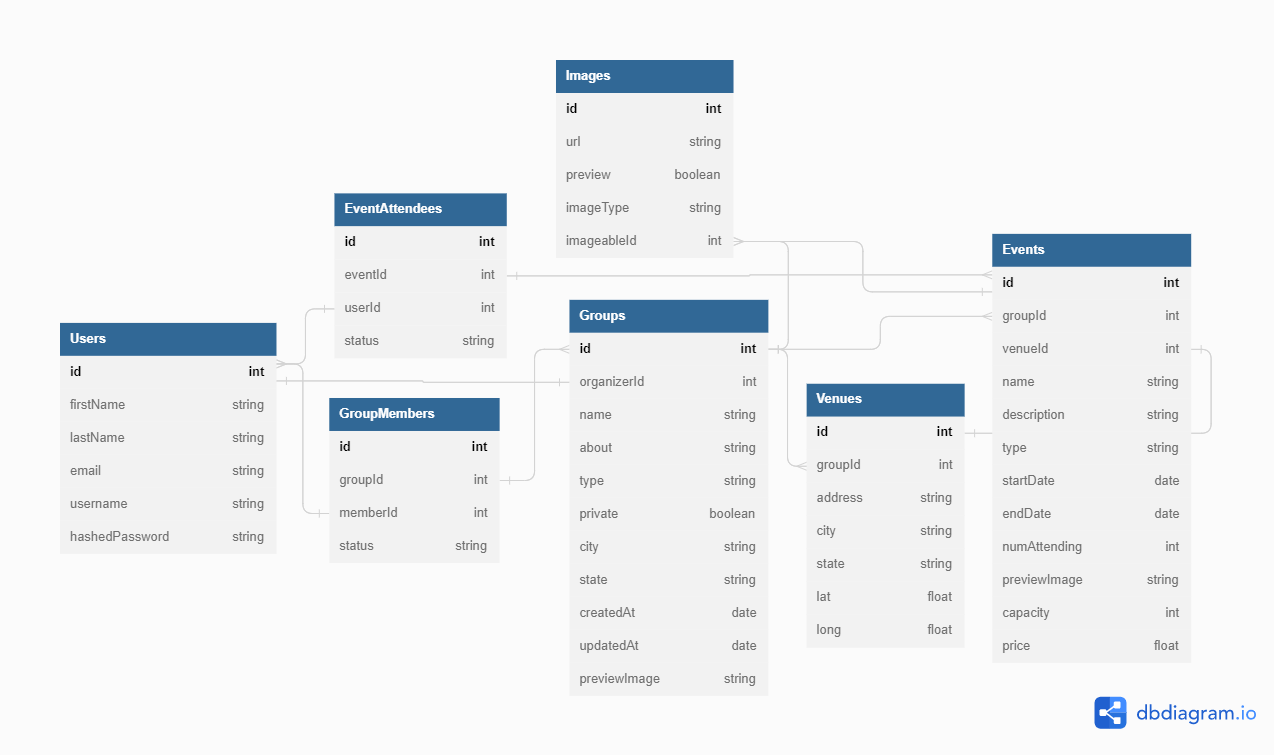 Images
id int
url string
preview boolean
imageType string
imageableId int
EventAttendees
id int
eventId int
userId int
status string
Events
id int
groupId int
venueId int
name string
description string
type string
startDate date
endDate date
numAttending int
previewImage string
capacity int
price float
Groups
id int
organizerId int
name string
about string
type string
private boolean
city string
state string
createdAt date
updatedAt date
previewImage string
Users
id int
firstName string
lastName string
email string
username string
hashedPassword string
GroupMembers
id int
groupId int
memberId int
status string
Venues
id int
groupId int
address string
city string
state string
lat float
long float
dbdiagram.io